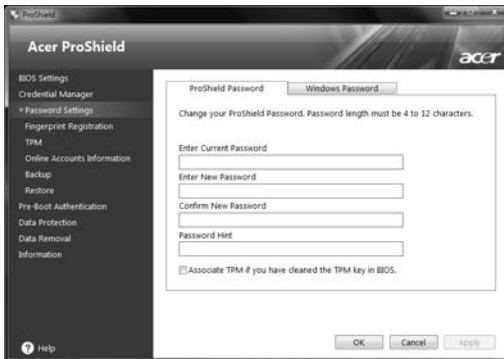 ProShield
Acer ProShield
acer
BIOS Settings
Credential Manager
Password Settings
Fingerprint Registration
TPM
Online Accounts Information
Backup
Restore
Pre-Boot Authentication
Data Protection
Data Removal
Information
Help
ProShield Password
Windows Password
Change your ProShield Password. Password length must be 4 to 12 characters.
Enter Current Password
Enter New Password
Confirm New Password
Password Hint
Associate TPM if you have cleaned the TPM key in BIOS.
OK
Cancel
Apply